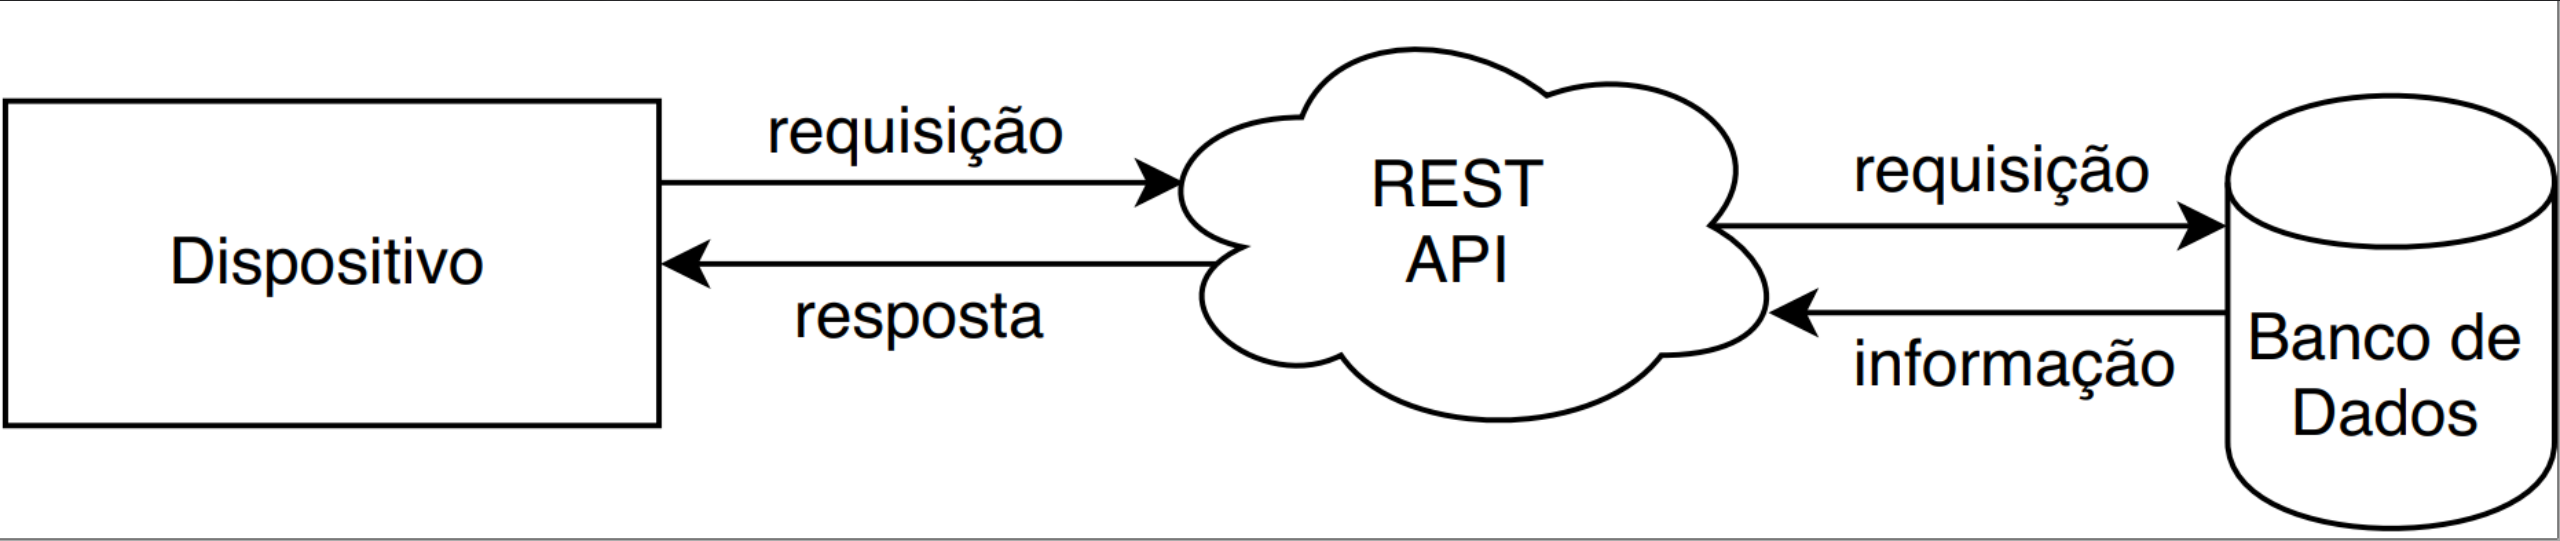 Dispositivo
requisição
resposta
REST
API
requisição
informação
Banco de
Dados